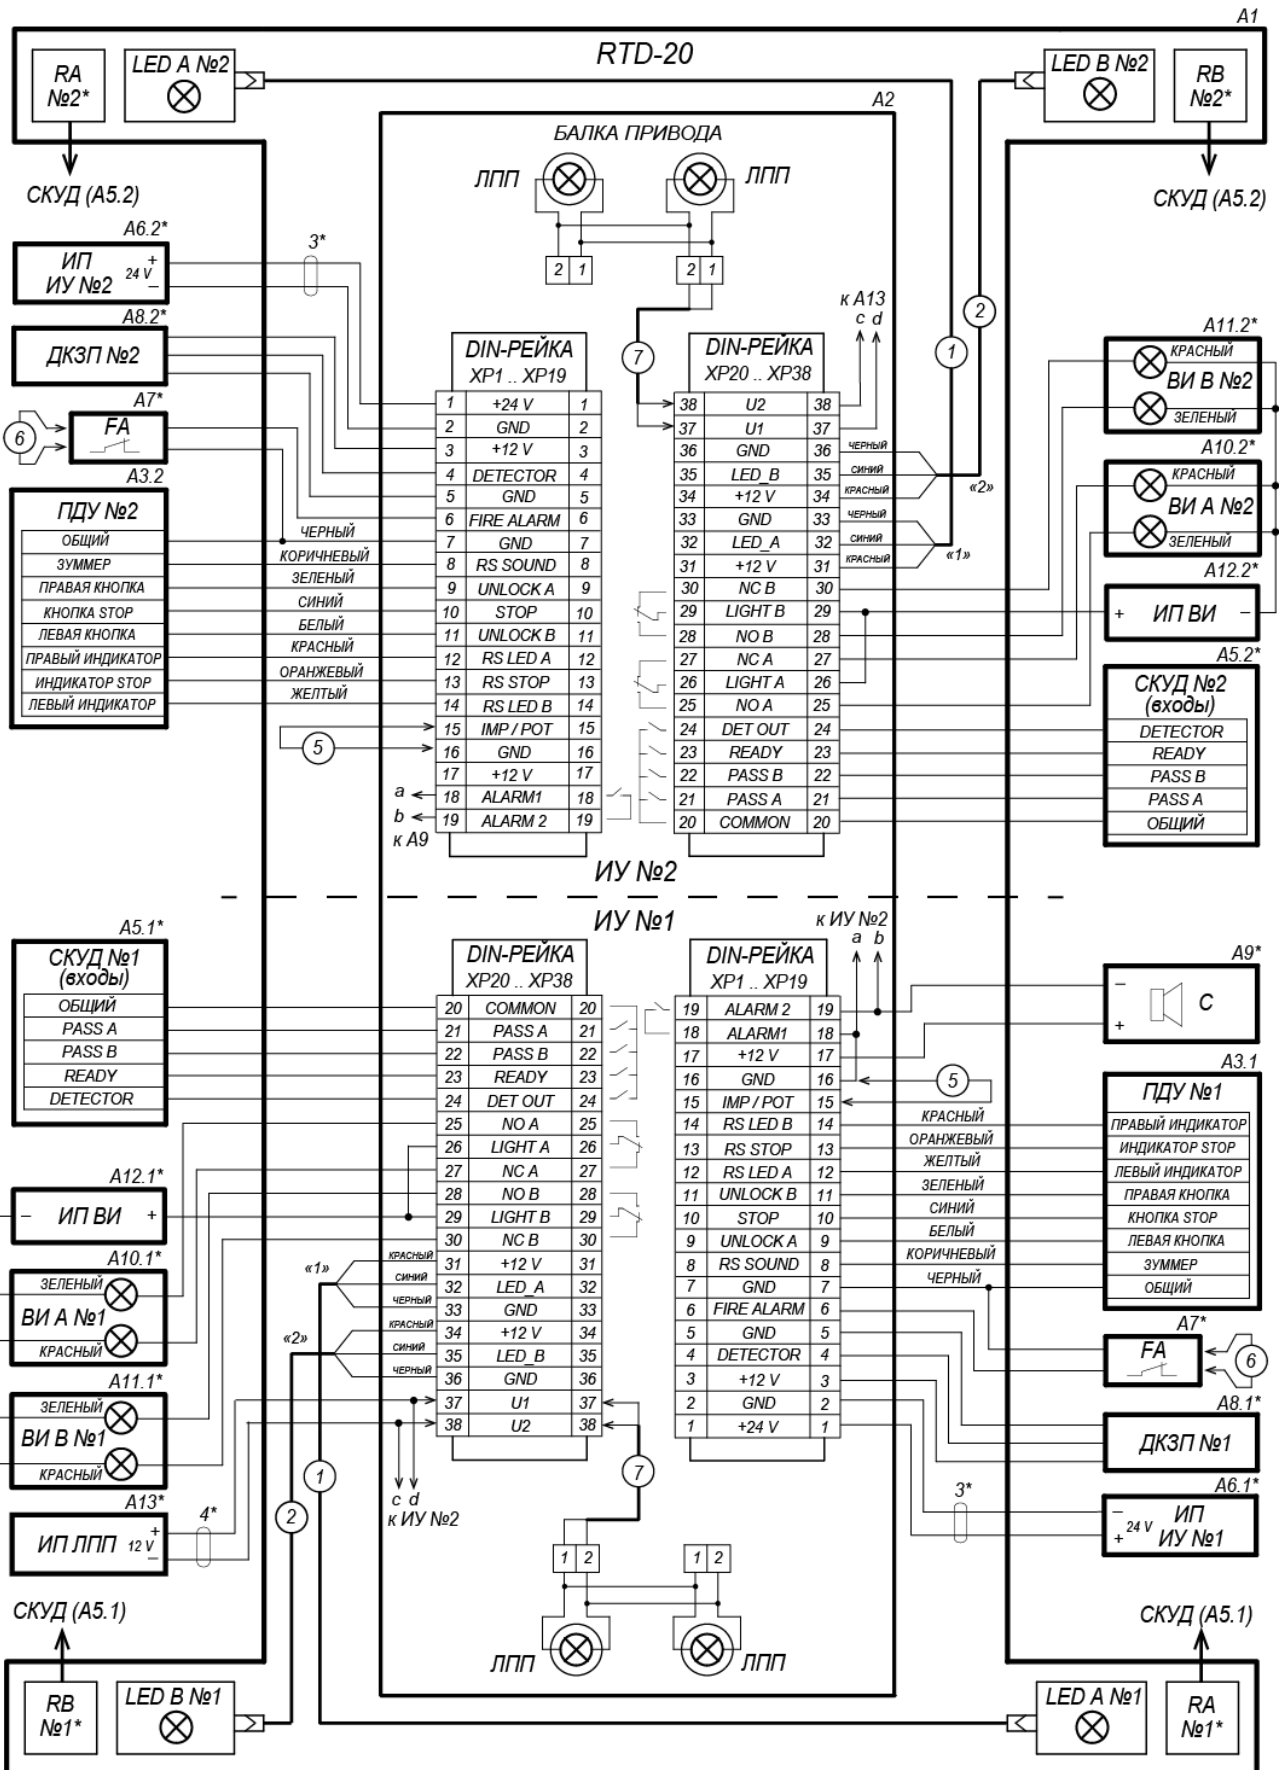 A1
RTD-20
RA
№2*
LED A №2
LED B №2
RB
№2*
A2
БАЛКА ПРИВОДА
ЛПП
ЛПП
СКУД (A5.2)
СКУД (A5.2)
A6.2*
ИП
ИУ №2
24 V
+
–
3*
2 1
2 1
к A13
c d
A8.2*
ДКЗП №2
7
1
2
A11.2*
КРАСНЫЙ
ВИ B №2
ЗЕЛЕНЫЙ
A7*
FA
6
A10.2*
КРАСНЫЙ
ВИ A №2
ЗЕЛЕНЫЙ
A12.2*
+ ИП ВИ –
A3.2
ПДУ №2
ОБЩИЙ
ЗУММЕР
ПРАВАЯ КНОПКА
КНОПКА STOP
ЛЕВАЯ КНОПКА
ПРАВЫЙ ИНДИКАТОР
ИНДИКАТОР STOP
ЛЕВЫЙ ИНДИКАТОР
ЧЕРНЫЙ
КОРИЧНЕВЫЙ
ЗЕЛЕНЫЙ
СИНИЙ
БЕЛЫЙ
КРАСНЫЙ
ОРАНЖЕВЫЙ
ЖЕЛТЫЙ
5
a
b
к A9
DIN-РЕЙКА
XP1 .. XP19
1 +24 V 1
2 GND 2
3 +12 V 3
4 DETECTOR 4
5 GND 5
6 FIRE ALARM 6
7 GND 7
8 RS SOUND 8
9 UNLOCK A 9
10 STOP 10
11 UNLOCK B 11
12 RS LED A 12
13 RS STOP 13
14 RS LED B 14
15 IMP / POT 15
16 GND 16
17 +12 V 17
18 ALARM1 18
19 ALARM 2 19
DIN-РЕЙКА
XP20 .. XP38
38 U2 38
37 U1 37
36 GND 36
35 LED_B 35
34 +12 V 34
33 GND 33
32 LED_A 32
31 +12 V 31
30 NC B 30
29 LIGHT B 29
28 NO B 28
27 NC A 27
26 LIGHT A 26
25 NO A 25
24 DET OUT 24
23 READY 23
22 PASS B 22
21 PASS A 21
20 COMMON 20
ЧЕРНЫЙ
СИНИЙ
КРАСНЫЙ
«2»
ЧЕРНЫЙ
СИНИЙ
КРАСНЫЙ
«1»
A5.2*
СКУД №2
(входы)
DETECTOR
READY
PASS B
PASS A
ОБЩИЙ
ИУ №2
ИУ №1
A5.1*
СКУД №1
(входы)
ОБЩИЙ
PASS A
PASS B
READY
DETECTOR
A12.1*
– ИП ВИ +
A10.1*
ЗЕЛЕНЫЙ
ВИ A №1
КРАСНЫЙ
A11.1*
ЗЕЛЕНЫЙ
ВИ B №1
КРАСНЫЙ
A13*
ИП ЛПП 12 V
+
–
4*
«1»
КРАСНЫЙ
СИНИЙ
ЧЕРНЫЙ
«2»
КРАСНЫЙ
СИНИЙ
ЧЕРНЫЙ
1
2
c d
к ИУ №2
DIN-РЕЙКА
XP20 .. XP38
20 COMMON 20
21 PASS A 21
22 PASS B 22
23 READY 23
24 DET OUT 24
25 NO A 25
26 LIGHT A 26
27 NC A 27
28 NO B 28
29 LIGHT B 29
30 NC B 30
31 +12 V 31
32 LED_A 32
33 GND 33
34 +12 V 34
35 LED_B 35
36 GND 36
37 U1 37
38 U2 38
к ИУ №2
a b
DIN-РЕЙКА
XP1 .. XP19
19 ALARM 2 19
18 ALARM1 18
17 +12 V 17
16 GND 16
15 IMP / POT 15
14 RS LED B 14
13 RS STOP 13
12 RS LED A 12
11 UNLOCK B 11
10 STOP 10
9 UNLOCK A 9
8 RS SOUND 8
7 GND 7
6 FIRE ALARM 6
5 GND 5
4 DETECTOR 4
3 +12 V 3
2 GND 2
1 +24 V 1
A9*
–
+
C
5
КРАСНЫЙ
ОРАНЖЕВЫЙ
ЖЕЛТЫЙ
ЗЕЛЕНЫЙ
СИНИЙ
БЕЛЫЙ
КОРИЧНЕВЫЙ
ЧЕРНЫЙ
A3.1
ПДУ №1
ПРАВЫЙ ИНДИКАТОР
ИНДИКАТОР STOP
ЛЕВЫЙ ИНДИКАТОР
ПРАВАЯ КНОПКА
КНОПКА STOP
ЛЕВАЯ КНОПКА
ЗУММЕР
ОБЩИЙ
A7*
FA
6
A8.1*
ДКЗП №1
A6.1*
–
+
24 V
ИП
ИУ №1
3*
7
1 2
1 2
ЛПП
ЛПП
СКУД (A5.1)
СКУД (A5.1)
RB
№1*
LED B №1
LED A №1
RA
№1*